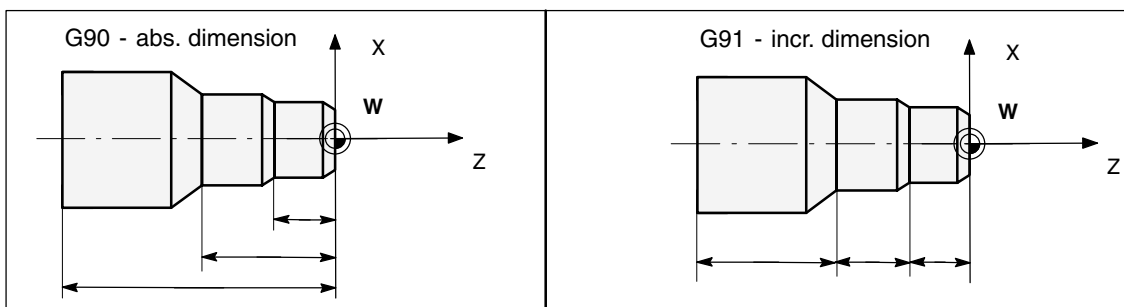 G90 - abs. dimension
X
W
Z
G91 - incr. dimension
X
W
Z